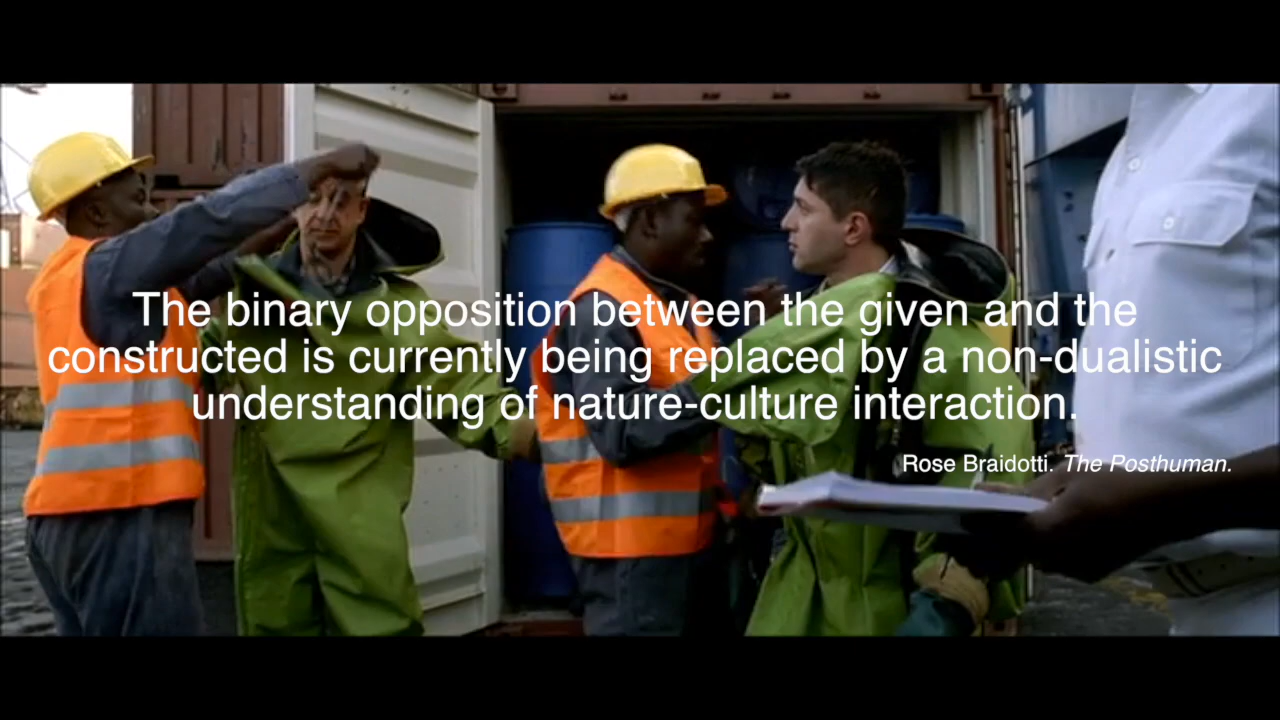 The binary opposition between the given and the
constructed is currently being replaced by a non-dualistic
understanding of nature-culture interaction.
Rose Braidotti. The Posthuman.